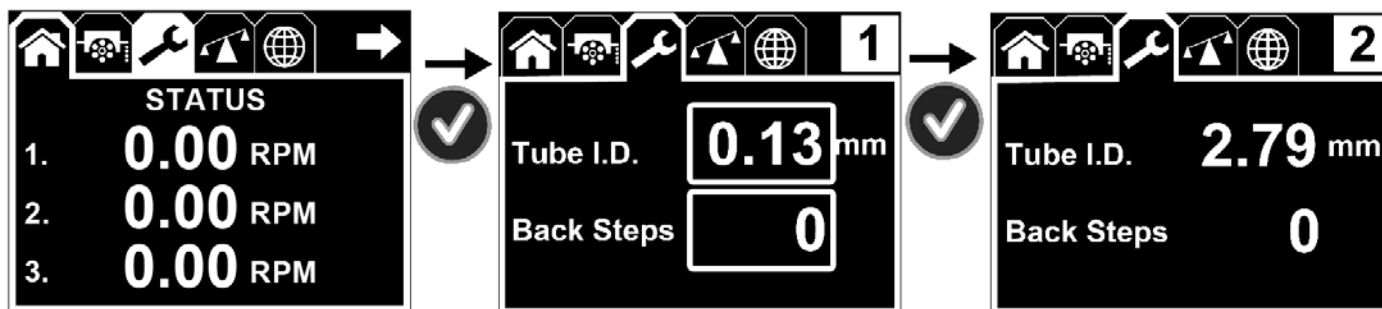 STATUS
1. 0.00 RPM
2. 0.00 RPM
3. 0.00 RPM
1
Tube I.D. 0.13 mm
Back Steps 0
2
Tube I.D. 2.79 mm
Back Steps 0